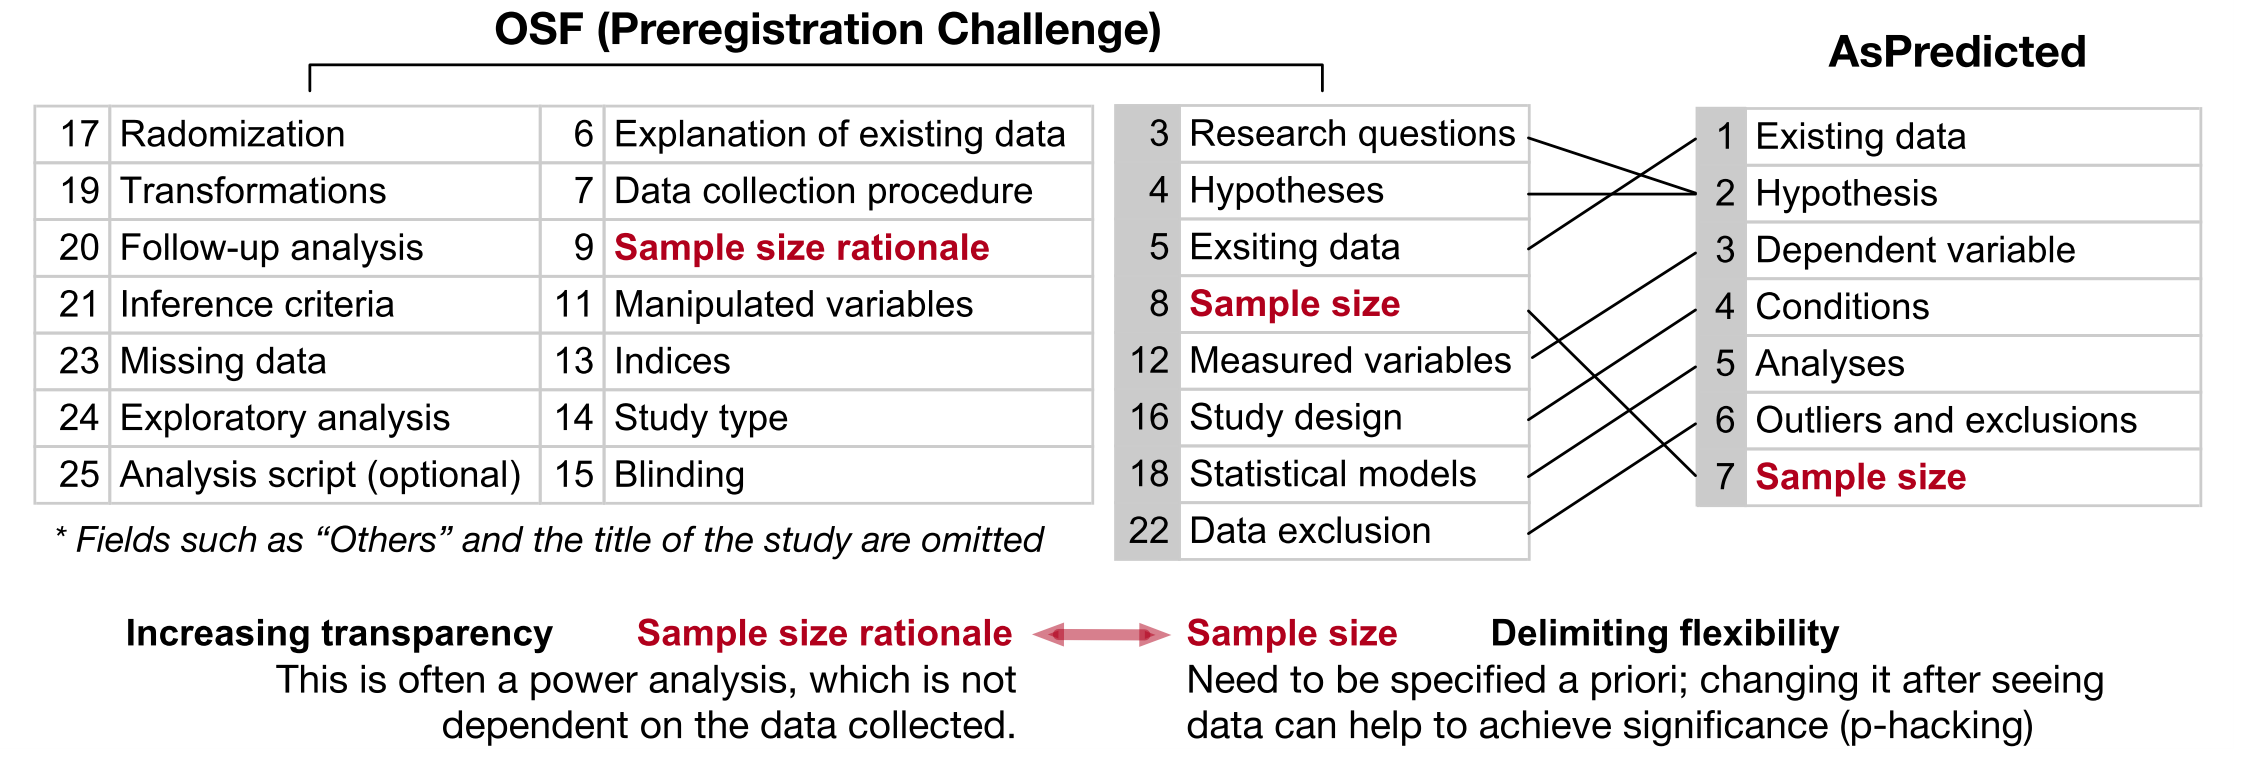 OSF (Preregistration Challenge)
AsPredicted
17 Radomization
19 Transformations
20 Follow-up analysis
21 Inference criteria
23 Missing data
24 Exploratory analysis
25 Analysis script (optional)
6 Explanation of existing data
7 Data collection procedure
9 Sample size rationale
11 Manipulated variables
13 Indices
14 Study type
15 Blinding
3 Research questions
4 Hypotheses
5 Exsiting data
8 Sample size
12 Measured variables
16 Study design
18 Statistical models
22 Data exclusion
1 Existing data
2 Hypothesis
3 Dependent variable
4 Conditions
5 Analyses
6 Outliers and exclusions
7 Sample size
* Fields such as “Others” and the title of the study are omitted
Increasing transparency Sample size rationale
This is often a power analysis, which is not
dependent on the data collected.
Sample size Delimiting flexibility
Need to be specified a priori; changing it after seeing
data can help to achieve significance (p-hacking)